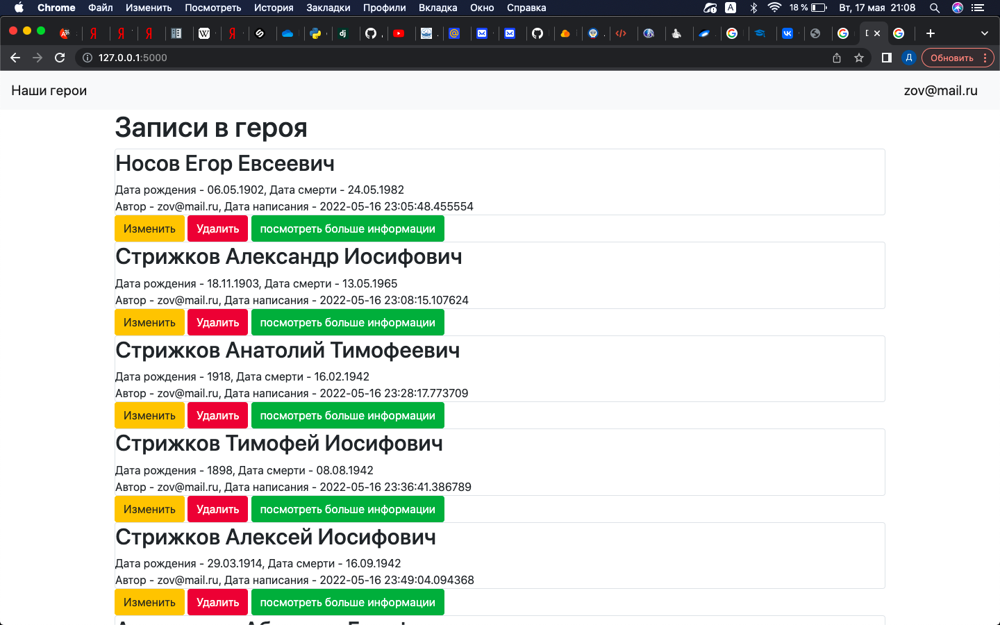 Chrome Файл Изменить Посмотреть История Закладки Профили Вкладка Окно Справка A 18 % Вт, 17 мая 21:08
127.0.0.1:5000 Д Обновить
Наши герои zov@mail.ru
Записи в героя
Носов Егор Евсеевич
Дата рождения - 06.05.1902, Дата смерти - 24.05.1982
Автор - zov@mail.ru, Дата написания - 2022-05-16 23:05:48.455554
Изменить Удалить посмотреть больше информации
Стрижков Александр Иосифович
Дата рождения - 18.11.1903, Дата смерти - 13.05.1965
Автор - zov@mail.ru, Дата написания - 2022-05-16 23:08:15.107624
Изменить Удалить посмотреть больше информации
Стрижков Анатолий Тимофеевич
Дата рождения - 1918, Дата смерти - 16.02.1942
Автор - zov@mail.ru, Дата написания - 2022-05-16 23:28:17.773709
Изменить Удалить посмотреть больше информации
Стрижков Тимофей Иосифович
Дата рождения - 1898, Дата смерти - 08.08.1942
Автор - zov@mail.ru, Дата написания - 2022-05-16 23:36:41.386789
Изменить Удалить посмотреть больше информации
Стрижков Алексей Иосифович
Дата рождения - 29.03.1914, Дата смерти - 16.09.1942
Автор - zov@mail.ru, Дата написания - 2022-05-16 23:49:04.094368
Изменить Удалить посмотреть больше информации